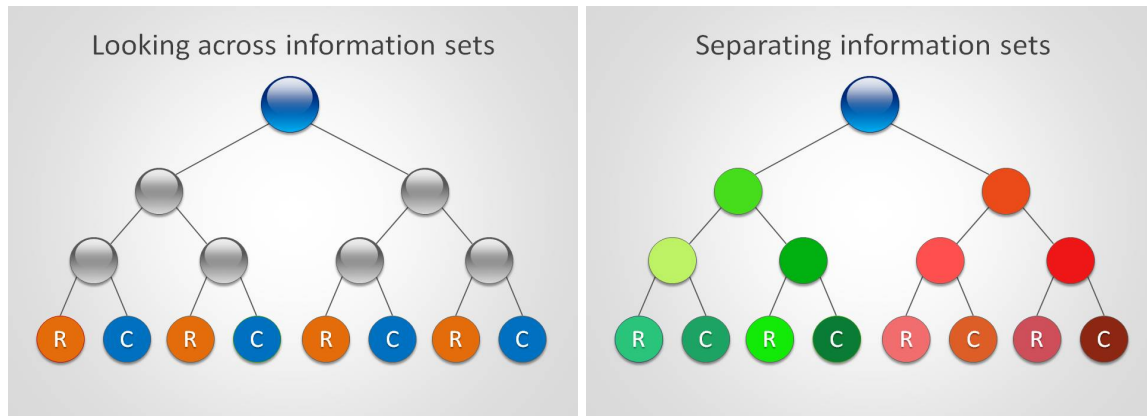 Looking across information sets
R C R C R C R C
Separating information sets
R C R C R C R C